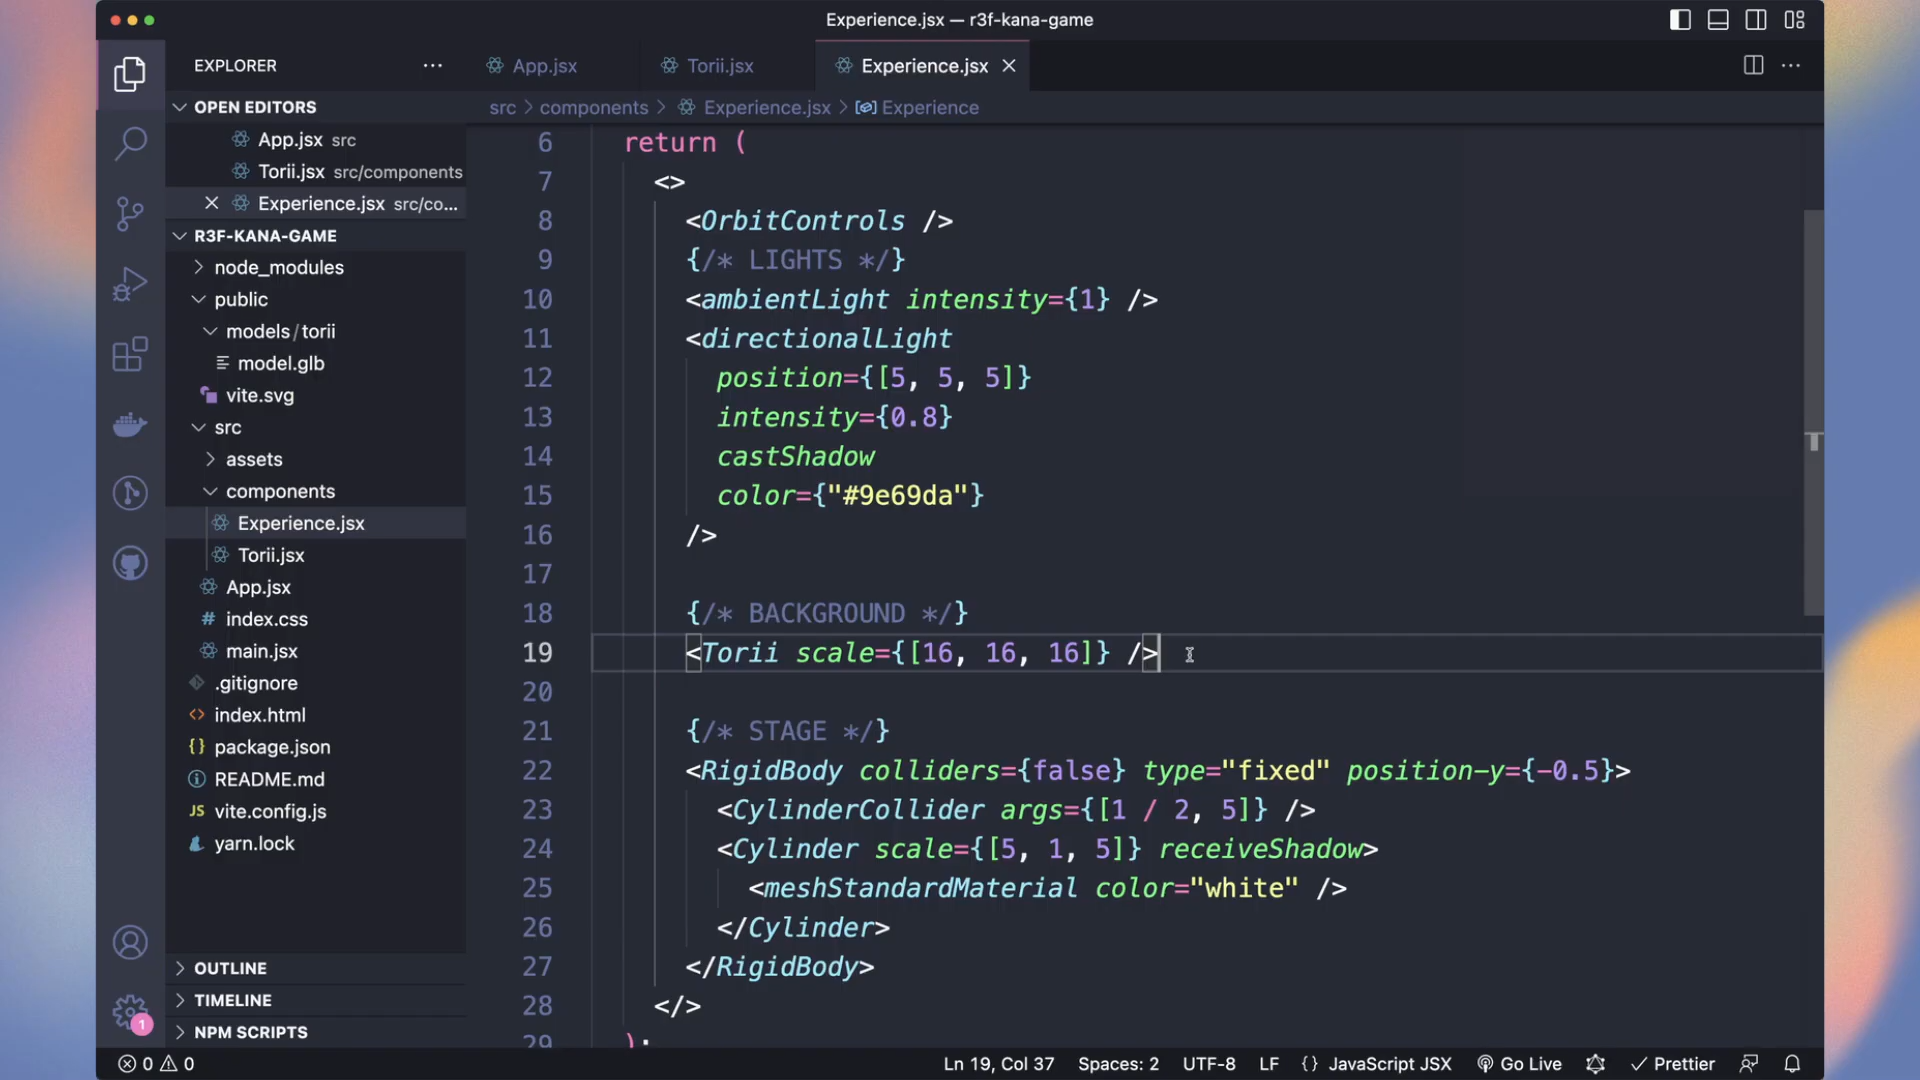 Experience.jsx — r3f-kana-game
EXPLORER
App.jsx
Torii.jsx
Experience.jsx
OPEN EDITORS
src > components > Experience.jsx > Experience
App.jsx src
Torii.jsx src/components
Experience.jsx src/co...
R3F-KANA-GAME
node_modules
public
models/torii
model.glb
vite.svg
src
assets
components
Experience.jsx
Torii.jsx
App.jsx
# index.css
main.jsx
.gitignore
<> index.html
{} package.json
README.md
JS vite.config.js
yarn.lock
OUTLINE
TIMELINE
NPM SCRIPTS
1
6 return (
7 <>
8 <OrbitControls />
9 {/* LIGHTS */}
10 <ambientLight intensity={1} />
11 <directionalLight
12 position={[5, 5, 5]}
13 intensity={0.8}
14 castShadow
15 color={"#9e69da"}
16 />
17
18 {/* BACKGROUND */}
19 <Torii scale={[16, 16, 16]} />
20
21 {/* STAGE */}
22 <RigidBody colliders={false} type="fixed" position-y={-0.5}>
23 <CylinderCollider args={[1 / 2, 5]} />
24 <Cylinder scale={[5, 1, 5]} receiveShadow>
25 <meshStandardMaterial color="white" />
26 </Cylinder>
27 </RigidBody>
28 </>
29 );
0 0
Ln 19, Col 37
Spaces: 2
UTF-8
LF
{} JavaScript JSX
Go Live
Prettier